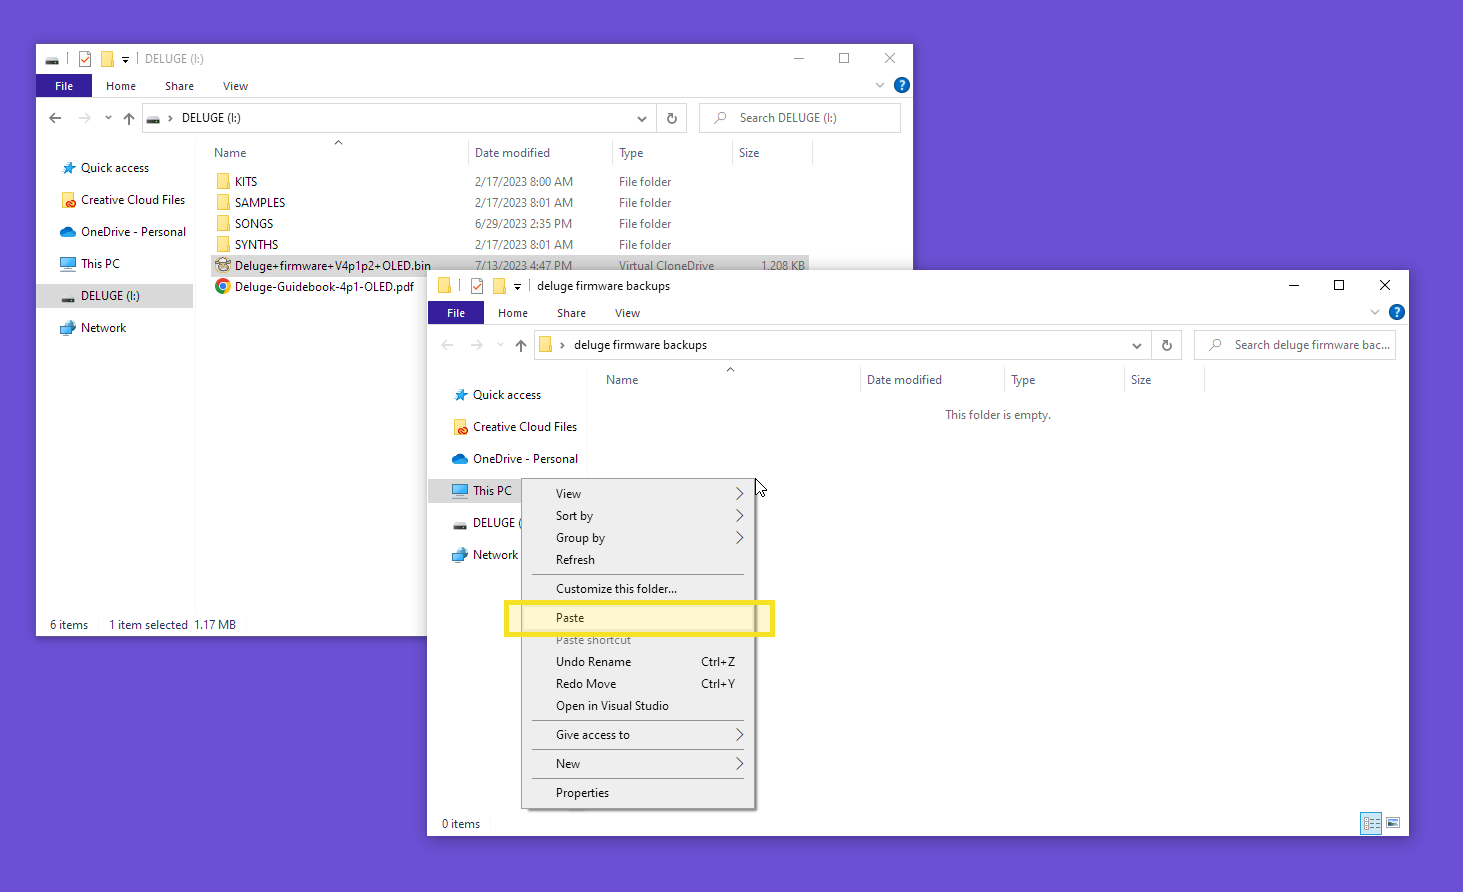 DELUGE (I:)
File Home Share View
DELUGE (I:)
Search DELUGE (I:)
Name Date modified Type Size
Quick access
Creative Cloud Files
OneDrive - Personal
This PC
DELUGE (I:)
Network
KITS 2/17/2023 8:00 AM File folder
SAMPLES 2/17/2023 8:01 AM File folder
SONGS 6/29/2023 2:35 PM File folder
SYNTHS 2/17/2023 8:01 AM File folder
Deluge+firmware+V4p1p2+OLED.bin 7/13/2023 4:47 PM Virtual CloneDrive 1,208 KB
Deluge-Guidebook-4p1-OLED.pdf
6 items 1 item selected 1.17 MB
deluge firmware backups
File Home Share View
deluge firmware backups
Search deluge firmware bac...
Name Date modified Type Size
This folder is empty.
Quick access
Creative Cloud Files
OneDrive - Personal
This PC
DELUGE (
Network
View
Sort by
Group by
Refresh
Customize this folder...
Paste
Paste shortcut
Undo Rename Ctrl+Z
Redo Move Ctrl+Y
Open in Visual Studio
Give access to
New
Properties
0 items